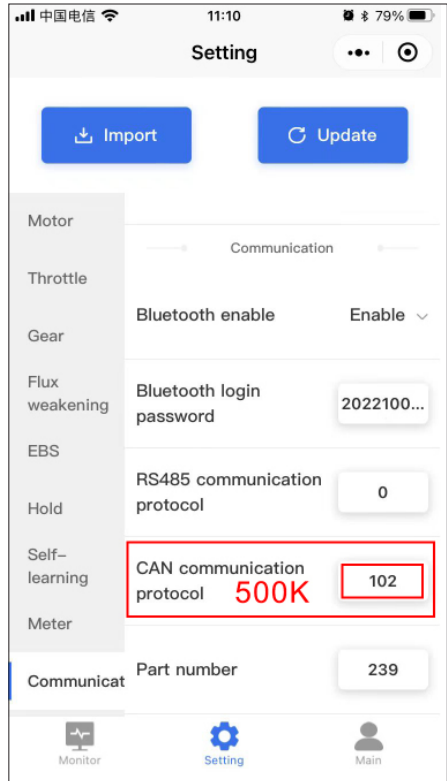 中国电信
11:10
79%
Setting
Import
Update
Motor
Throttle
Gear
Flux
weakening
EBS
Hold
Self-
learning
Meter
Communicat
Communication
Bluetooth enable
Enable
Bluetooth login
password
2022100...
RS485 communication
protocol
0
CAN communication
protocol
500K
102
Part number
239
Monitor
Setting
Main